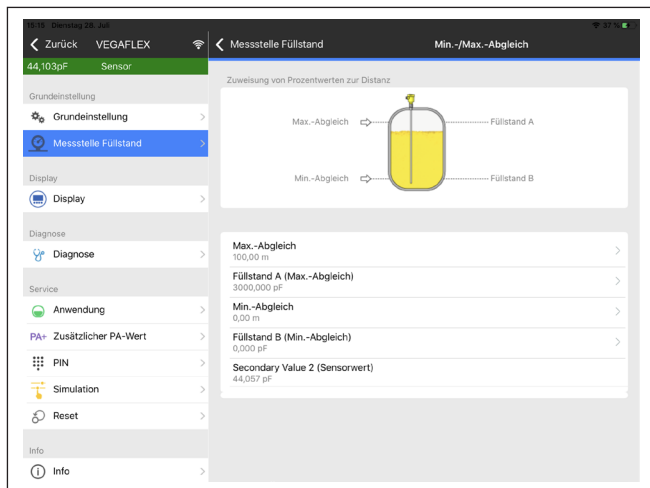 10:15 Dienstag 28. Juli
37 %
Zurück VEGAFLEX
44,103pF Sensor
Grundeinstellung
Grundeinstellung
Messstelle Füllstand
Display
Display
Diagnose
Diagnose
Service
Anwendung
PA+ Zusätzlicher PA-Wert
PIN
Simulation
Reset
Info
Info
Messstelle Füllstand
Min.-/Max.-Abgleich
Zuweisung von Prozentwerten zur Distanz
Max.-Abgleich Füllstand A
Min.-Abgleich Füllstand B
Max.-Abgleich
100,00 m
Füllstand A (Max.-Abgleich)
3000,000 pF
Min.-Abgleich
0,00 m
Füllstand B (Min.-Abgleich)
0,000 pF
Secondary Value 2 (Sensorwert)
44,057 pF